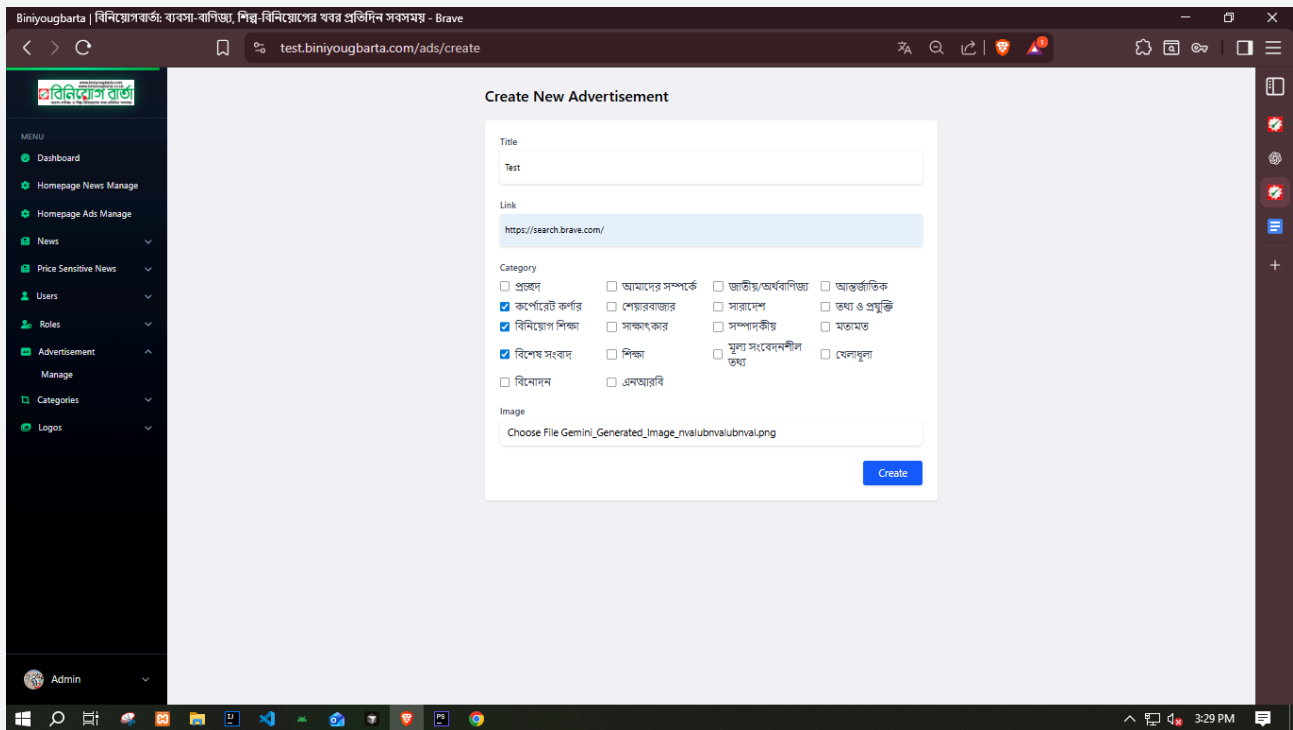 Biniyougbarta | বিনিয়োগবার্তা: ব্যবসা-বাণিজ্য, শিল্প-বিনিয়োগের খবর প্রতিদিন সবসময় - Brave
test.biniyougbarta.com/ads/create
1
বিনিয়োগ বার্তা
Create New Advertisement
MENU
Dashboard
Homepage News Manage
Homepage Ads Manage
News
Price Sensitive News
Users
Roles
Advertisement
Manage
Categories
Logos
Title
Test
Link
https://search.brave.com/
Category
প্রচ্ছদ আমাদের সম্পর্কে জাতীয়/অর্থবাণিজ্য আন্তর্জাতিক
কর্পোরেট কর্ণার শেয়ারবাজার সারাদেশ তথ্য ও প্রযুক্তি
বিনিয়োগ শিক্ষা সাক্ষাৎকার সম্পাদকীয় মতামত
বিশেষ সংবাদ শিক্ষা মূল্য সংবেদনশীল তথ্য খেলাধূলা
বিনোদন এনআরবি
Image
Choose File Gemini_Generated_Image_nvalubnvalubnval.png
Create
Admin
3:29 PM